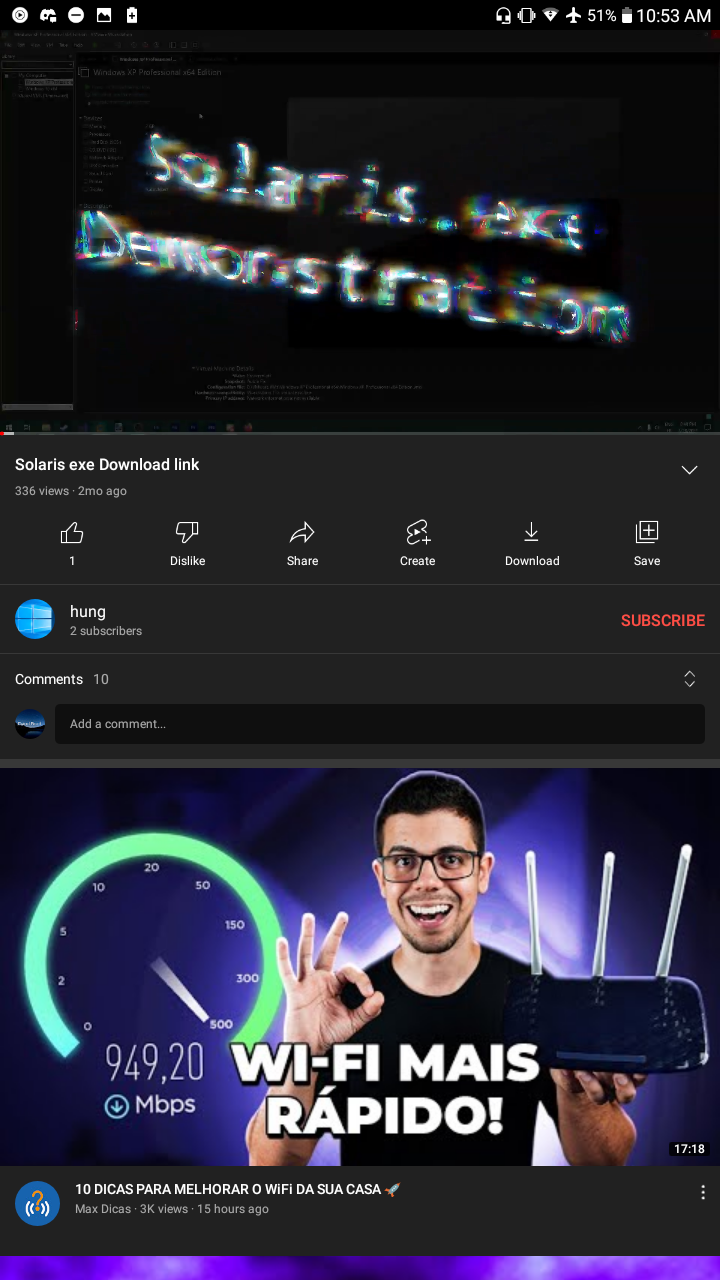 51% 10:53 AM
Windows XP Professional x64 Edition
Solaris.exe
Demonstration
Solaris exe Download link
336 views · 2mo ago
1 Dislike Share Create Download Save
hung
2 subscribers
SUBSCRIBE
Comments 10
Add a comment...
20
10 50
5 150
2 300
0 500
949,20
Mbps
WI-FI MAIS
RÁPIDO!
17:18
10 DICAS PARA MELHORAR O WiFi DA SUA CASA 🚀
Max Dicas · 3K views · 15 hours ago